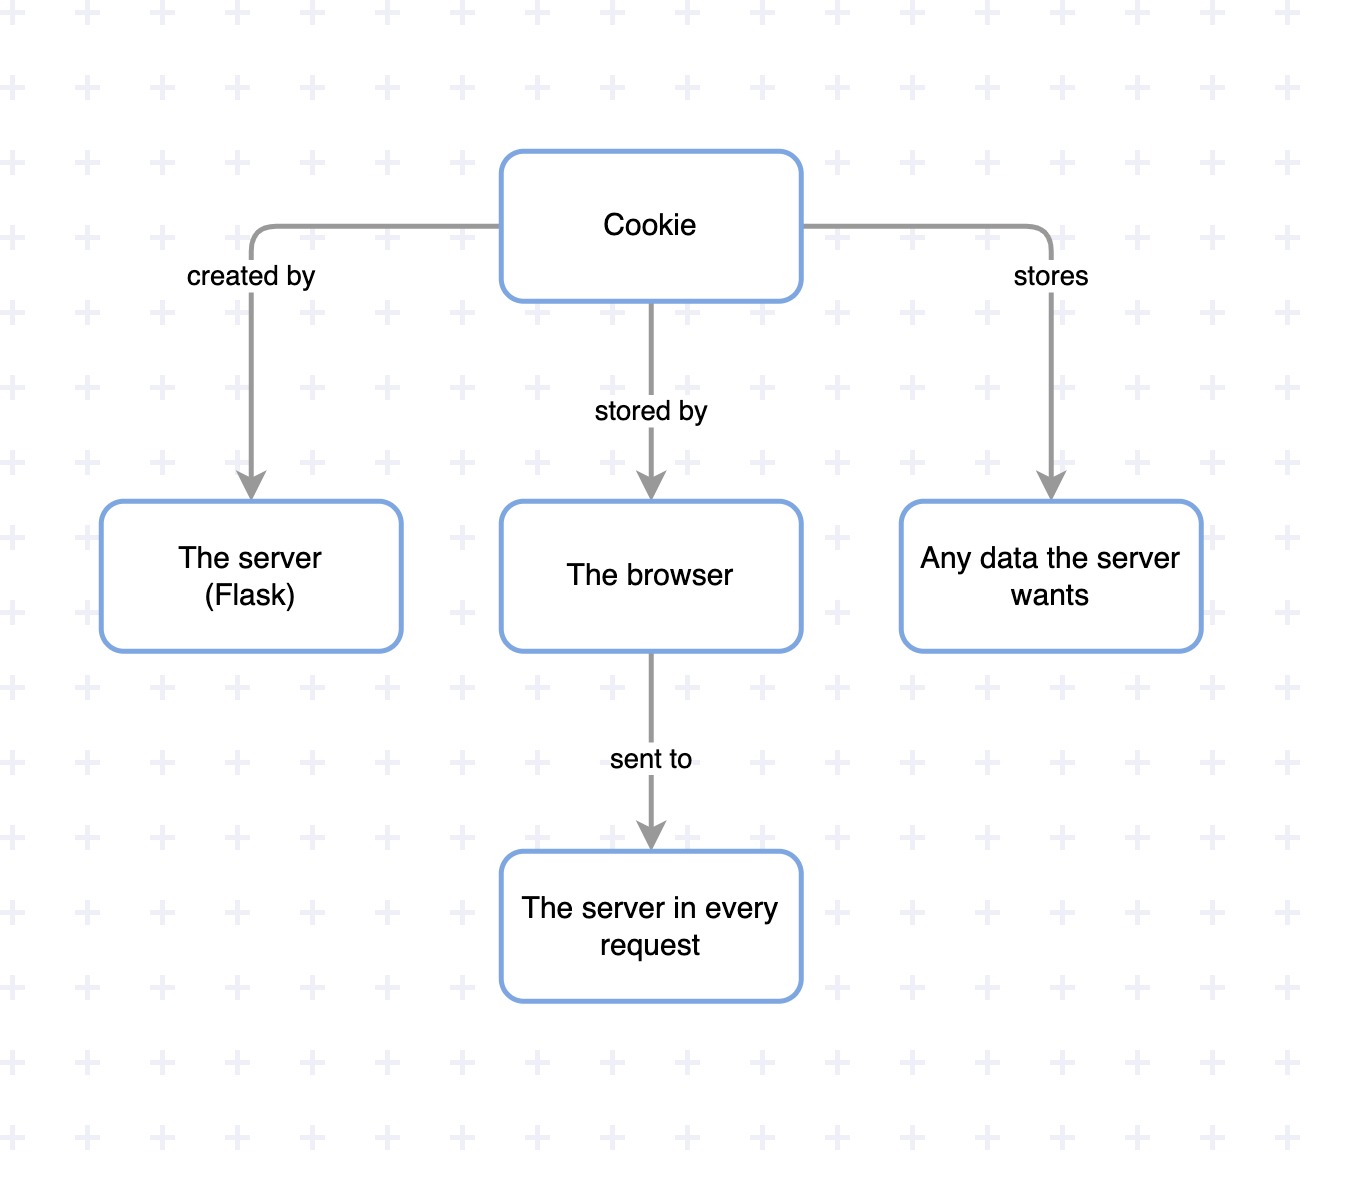 Cookie
created by
stores
stored by
The server
(Flask)
The browser
Any data the server
wants
sent to
The server in every
request